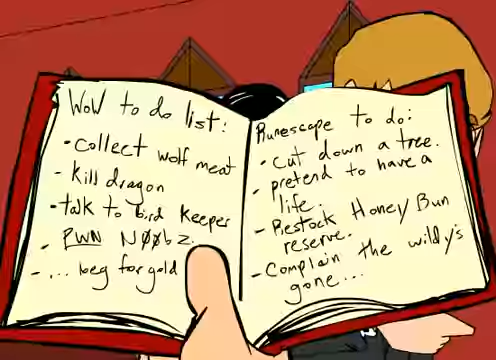 WoW to do list:
• collect wolf meat
- kill dragon
- talk to bird keeper
- PWN NØØbz.
- ... beg for gold
Runescape to do:
• cut down a tree.
- pretend to have a
life.
- Restock Honey Bun
reserve.
- Complain the wildy's
gone...